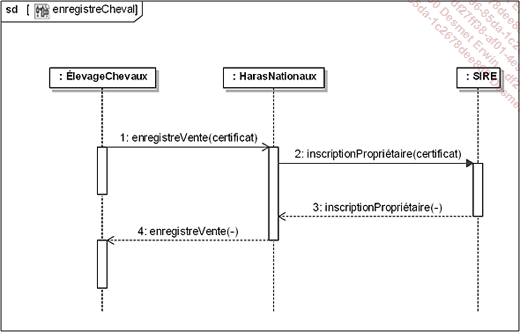 sd [ enregistreCheval]
: ÉlevageChevaux
: HarasNationaux
: SIRE
1: enregistreVente(certificat)
2: inscriptionPropriétaire(certificat)
3: inscriptionPropriétaire(-)
4: enregistreVente(-)